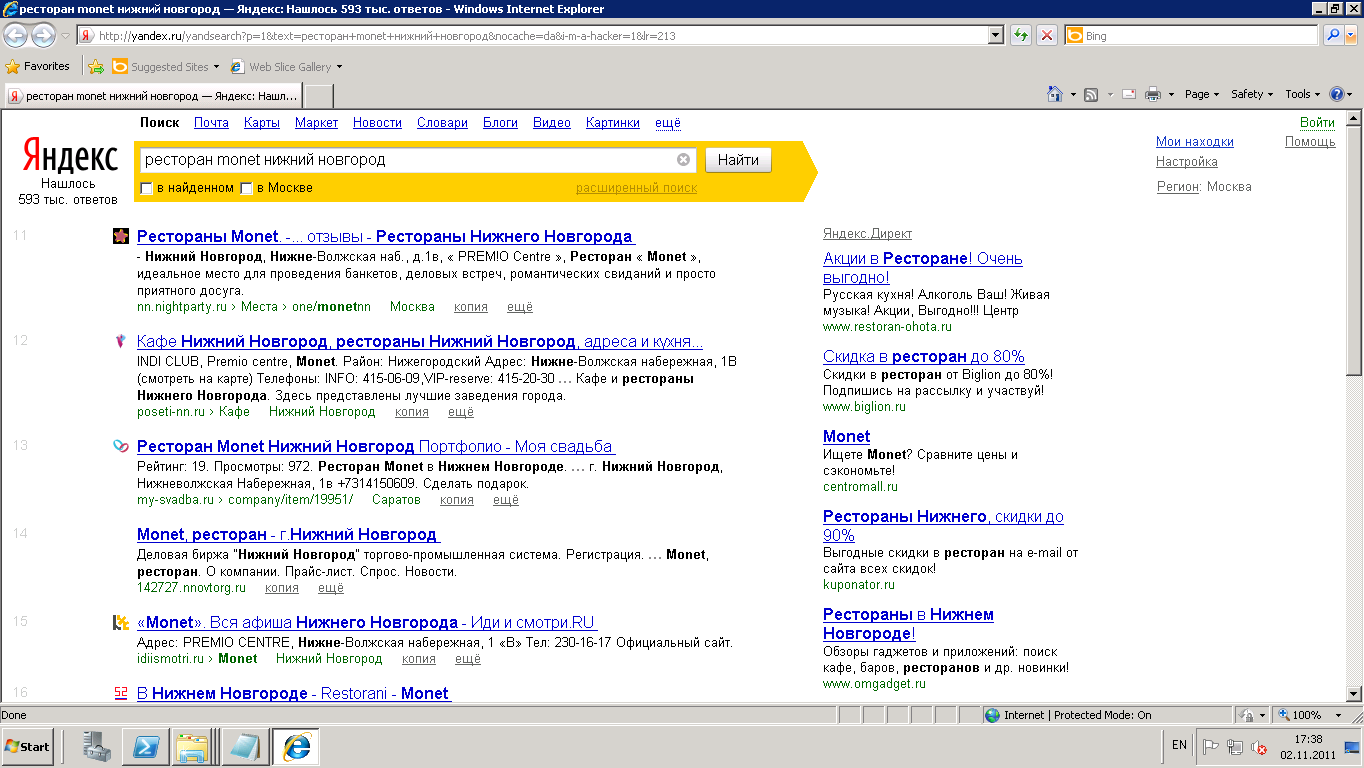 ресторан monet нижний новгород — Яндекс: Нашлось 593 тыс. ответов - Windows Internet Explorer
http://yandex.ru/yandsearch?p=1&text=ресторан+monet+нижний+новгород&nocache=da&i-m-a-hacker=1&lr=213
Bing
Favorites Suggested Sites Web Slice Gallery
ресторан monet нижний новгород — Яндекс: Нашл...
Page Safety Tools
Поиск Почта Карты Маркет Новости Словари Блоги Видео Картинки ещё
Войти
Мои находки Помощь
Настройка
Регион: Москва
Яндекс
Нашлось
593 тыс. ответов
ресторан monet нижний новгород
Найти
в найденном в Москве расширенный поиск
11
Рестораны Monet. -... отзывы - Рестораны Нижнего Новгорода
- Нижний Новгород, Нижне-Волжская наб., д.1в, « PREM!O Centre », Ресторан « Monet »,
идеальное место для проведения банкетов, деловых встреч, романтических свиданий и просто
приятного досуга.
nn.nightparty.ru › Места › one/monetnn Москва копия ещё
12
Кафе Нижний Новгород, рестораны Нижний Новгород, адреса и кухня...
INDI CLUB, Premio centre, Monet. Район: Нижегородский Адрес: Нижне-Волжская набережная, 1В
(смотреть на карте) Телефоны: INFO: 415-06-09,VIP-reserve: 415-20-30 ... Кафе и рестораны
Нижнего Новгорода. Здесь представлены лучшие заведения города.
poseti-nn.ru › Кафе Нижний Новгород копия ещё
13
Ресторан Monet Нижний Новгород Портфолио - Моя свадьба
Рейтинг: 19. Просмотры: 972. Ресторан Monet в Нижнем Новгороде. ... г. Нижний Новгород,
Нижневолжская Набережная, 1в +7314150609. Сделать подарок.
my-svadba.ru › company/item/19951/ Саратов копия ещё
14
Monet, ресторан - г.Нижний Новгород
Деловая биржа "Нижний Новгород" торгово-промышленная система. Регистрация. ... Monet,
ресторан. О компании. Прайс-лист. Спрос. Новости.
142727.nnovtorg.ru копия ещё
15
«Monet». Вся афиша Нижнего Новгорода - Иди и смотри.RU
Адрес: PREMIO CENTRE, Нижне-Волжская набережная, 1 «В» Тел: 230-16-17 Официальный сайт.
idiismotri.ru › Monet Нижний Новгород копия ещё
16
52
В Нижнем Новгороде - Restorani - Monet
Яндекс.Директ
Акции в Ресторане! Очень
выгодно!
Русская кухня! Алкоголь Ваш! Живая
музыка! Акции, Выгодно!!! Центр
www.restoran-ohota.ru
Скидка в ресторан до 80%
Скидки в ресторан от Biglion до 80%!
Подпишись на рассылку и участвуй!
www.biglion.ru
Monet
Ищете Monet? Сравните цены и
сэкономьте!
centromall.ru
Рестораны Нижнего, скидки до
90%
Выгодные скидки в ресторан на e-mail от
сайта всех скидок!
kuponator.ru
Рестораны в Нижнем
Новгороде!
Обзоры гаджетов и приложений: поиск
кафе, баров, ресторанов и др. новинки!
www.omgadget.ru
Done
Internet | Protected Mode: On
100%
Start
EN
17:38
02.11.2011